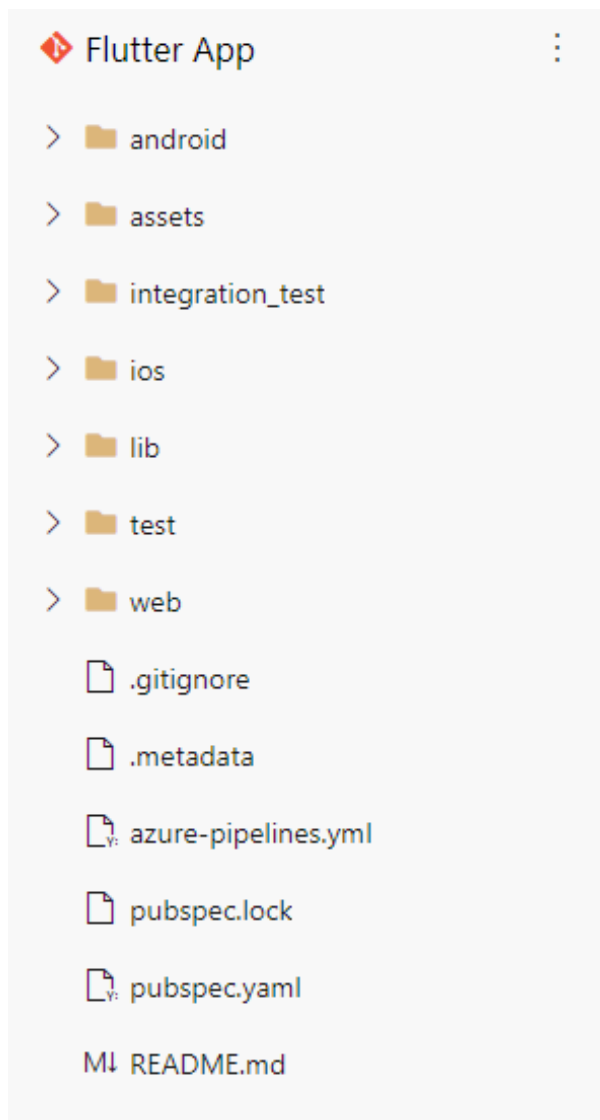 Flutter App
android
assets
integration_test
ios
lib
test
web
.gitignore
.metadata
Y: azure-pipelines.yml
pubspec.lock
Y: pubspec.yaml
M↓ README.md